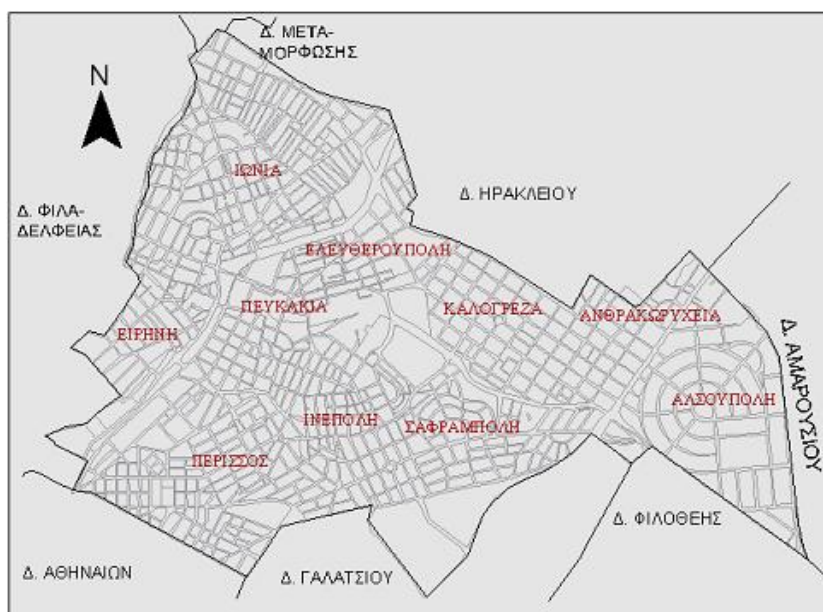 Δ. ΜΕΤΑ-
ΜΟΡΦΩΣΗΣ
N
ΙΩΝΙΑ
Δ. ΗΡΑΚΛΕΙΟΥ
Δ. ΦΙΛΑ-
ΔΕΛΦΕΙΑΣ
ΕΛΕΥΘΕΡΟΥΠΟΛΗ
ΠΕΥΚΑΚΙΑ
ΚΑΛΟΓΡΕΖΑ
ΑΝΘΡΑΚΩΡΥΧΕΙΑ
ΕΙΡΗΝΗ
Δ. ΑΜΑΡΟΥΣΙΟΥ
ΑΛΣΟΥΠΟΛΗ
ΙΝΕΠΟΛΗ
ΣΑΦΡΑΜΠΟΛΗ
ΠΕΡΙΣΣΟΣ
Δ. ΦΙΛΟΘΕΗΣ
Δ. ΑΘΗΝΑΙΩΝ
Δ. ΓΑΛΑΤΣΙΟΥ